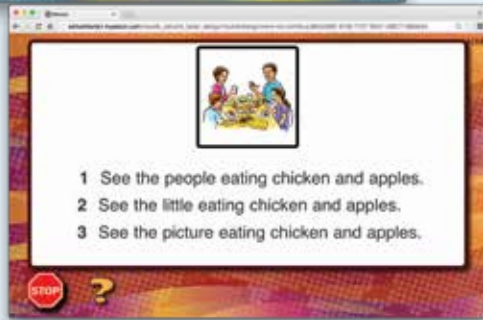 1 See the people eating chicken and apples.
2 See the little eating chicken and apples.
3 See the picture eating chicken and apples.
STOP
?